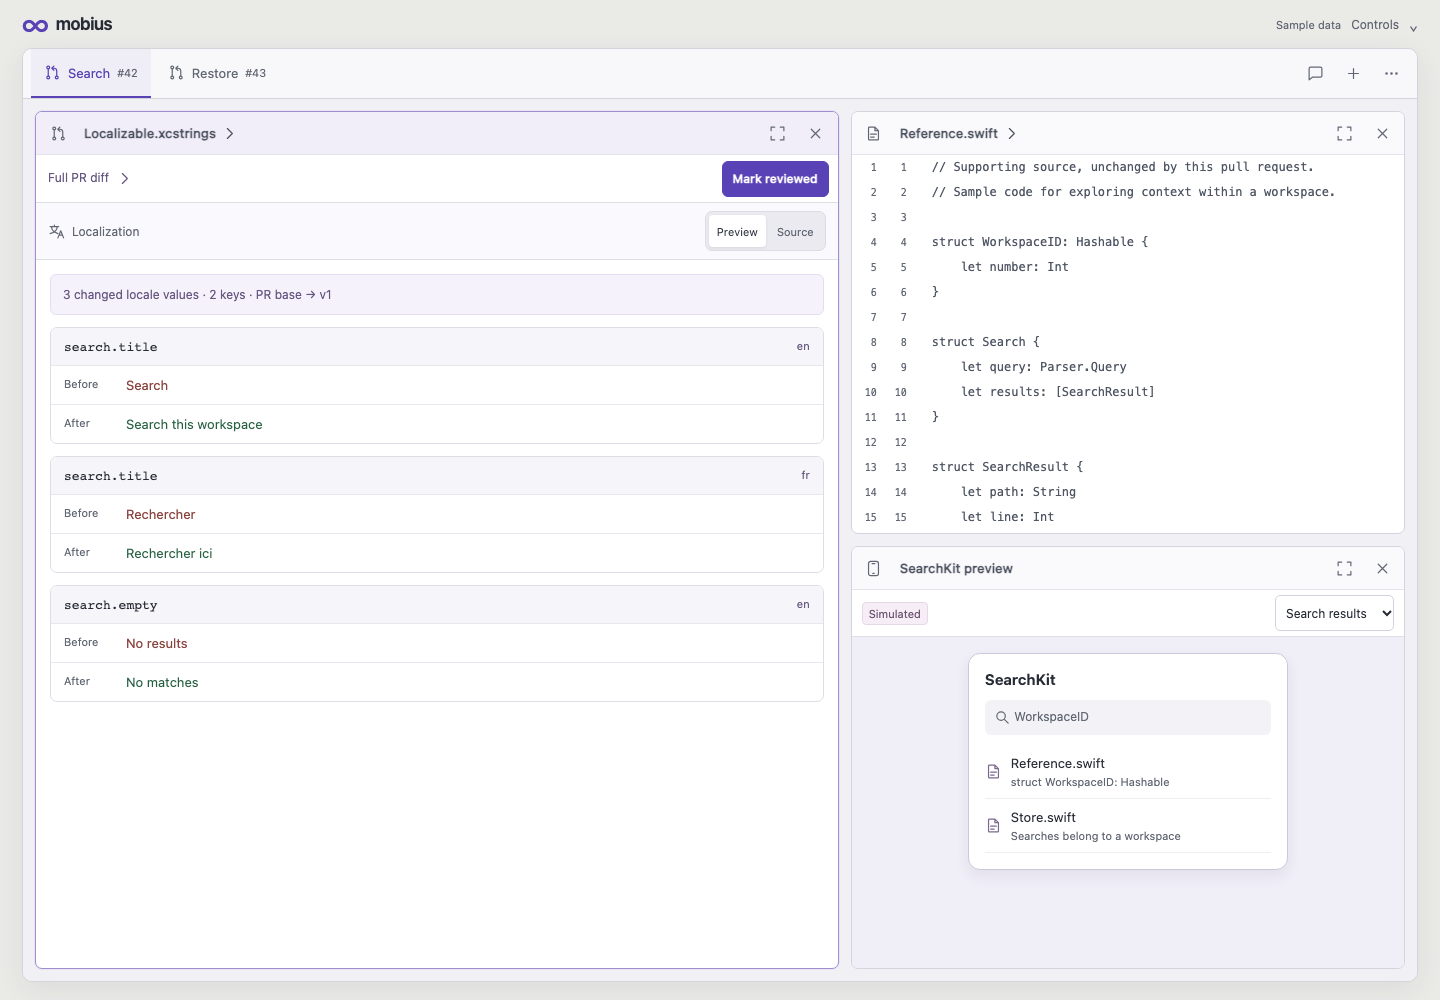 mobius
Sample data Controls
Search #42 Restore #43
Localizable.xcstrings
Full PR diff Mark reviewed
Localization Preview Source
3 changed locale values · 2 keys · PR base → v1
search.title en
Before Search
After Search this workspace
search.title fr
Before Rechercher
After Rechercher ici
search.empty en
Before No results
After No matches
Reference.swift
1 1 // Supporting source, unchanged by this pull request.
2 2 // Sample code for exploring context within a workspace.
3 3
4 4 struct WorkspaceID: Hashable {
5 5     let number: Int
6 6 }
7 7
8 8 struct Search {
9 9     let query: Parser.Query
10 10     let results: [SearchResult]
11 11 }
12 12
13 13 struct SearchResult {
14 14     let path: String
15 15     let line: Int
SearchKit preview
Simulated Search results
SearchKit
WorkspaceID
Reference.swift
struct WorkspaceID: Hashable
Store.swift
Searches belong to a workspace